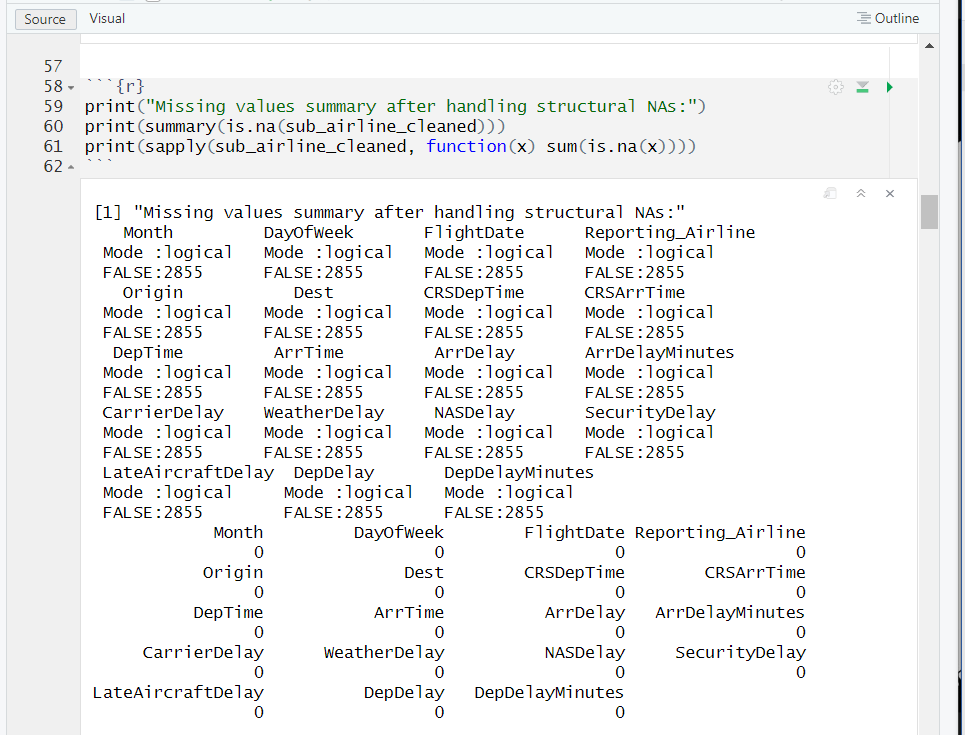 Source Visual Outline
57
58 ```{r}
59 print("Missing values summary after handling structural NAs:")
60 print(summary(is.na(sub_airline_cleaned)))
61 print(sapply(sub_airline_cleaned, function(x) sum(is.na(x))))
62 ```
[1] "Missing values summary after handling structural NAs:"
Month DayOfWeek FlightDate Reporting_Airline
Mode :logical Mode :logical Mode :logical Mode :logical
FALSE:2855 FALSE:2855 FALSE:2855 FALSE:2855
Origin Dest CRSDepTime CRSArrTime
Mode :logical Mode :logical Mode :logical Mode :logical
FALSE:2855 FALSE:2855 FALSE:2855 FALSE:2855
DepTime ArrTime ArrDelay ArrDelayMinutes
Mode :logical Mode :logical Mode :logical Mode :logical
FALSE:2855 FALSE:2855 FALSE:2855 FALSE:2855
CarrierDelay WeatherDelay NASDelay SecurityDelay
Mode :logical Mode :logical Mode :logical Mode :logical
FALSE:2855 FALSE:2855 FALSE:2855 FALSE:2855
LateAircraftDelay DepDelay DepDelayMinutes
Mode :logical Mode :logical Mode :logical
FALSE:2855 FALSE:2855 FALSE:2855
Month DayOfWeek FlightDate Reporting_Airline
0 0 0 0
Origin Dest CRSDepTime CRSArrTime
0 0 0 0
DepTime ArrTime ArrDelay ArrDelayMinutes
0 0 0 0
CarrierDelay WeatherDelay NASDelay SecurityDelay
0 0 0 0
LateAircraftDelay DepDelay DepDelayMinutes
0 0 0